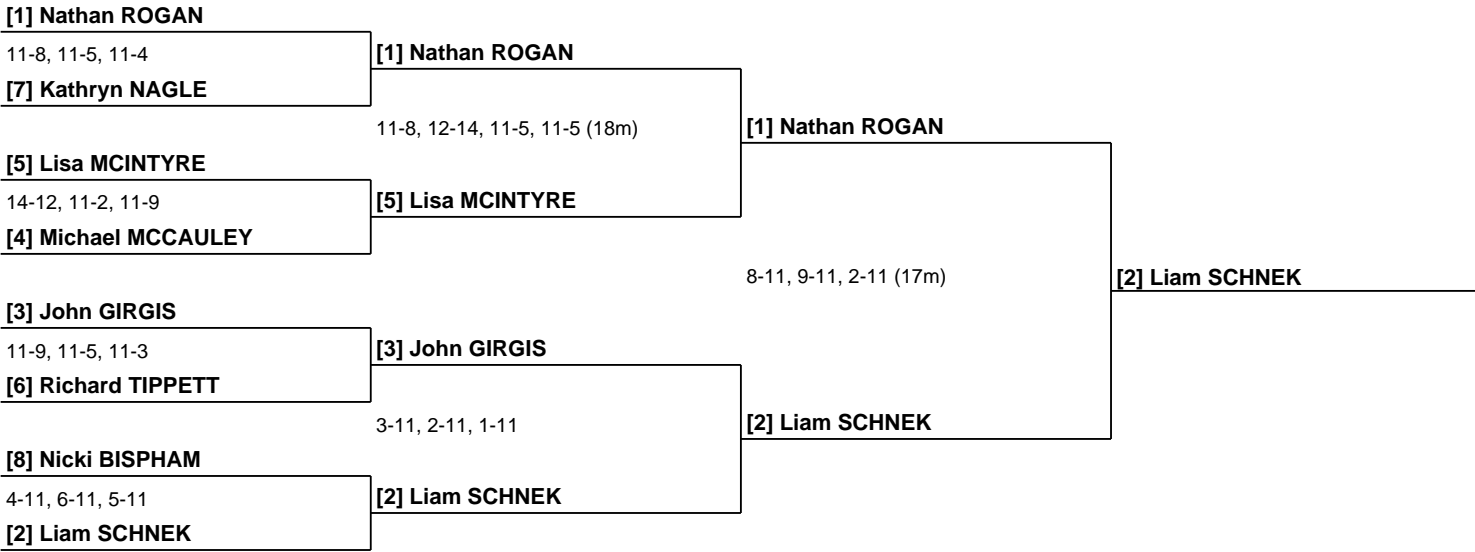 [1] Nathan ROGAN
11-8, 11-5, 11-4
[1] Nathan ROGAN
[7] Kathryn NAGLE
11-8, 12-14, 11-5, 11-5 (18m)
[1] Nathan ROGAN
[5] Lisa MCINTYRE
14-12, 11-2, 11-9
[5] Lisa MCINTYRE
[4] Michael MCCAULEY
8-11, 9-11, 2-11 (17m)
[2] Liam SCHNEK
[3] John GIRGIS
11-9, 11-5, 11-3
[3] John GIRGIS
[6] Richard TIPPETT
3-11, 2-11, 1-11
[2] Liam SCHNEK
[8] Nicki BISPHAM
4-11, 6-11, 5-11
[2] Liam SCHNEK
[2] Liam SCHNEK